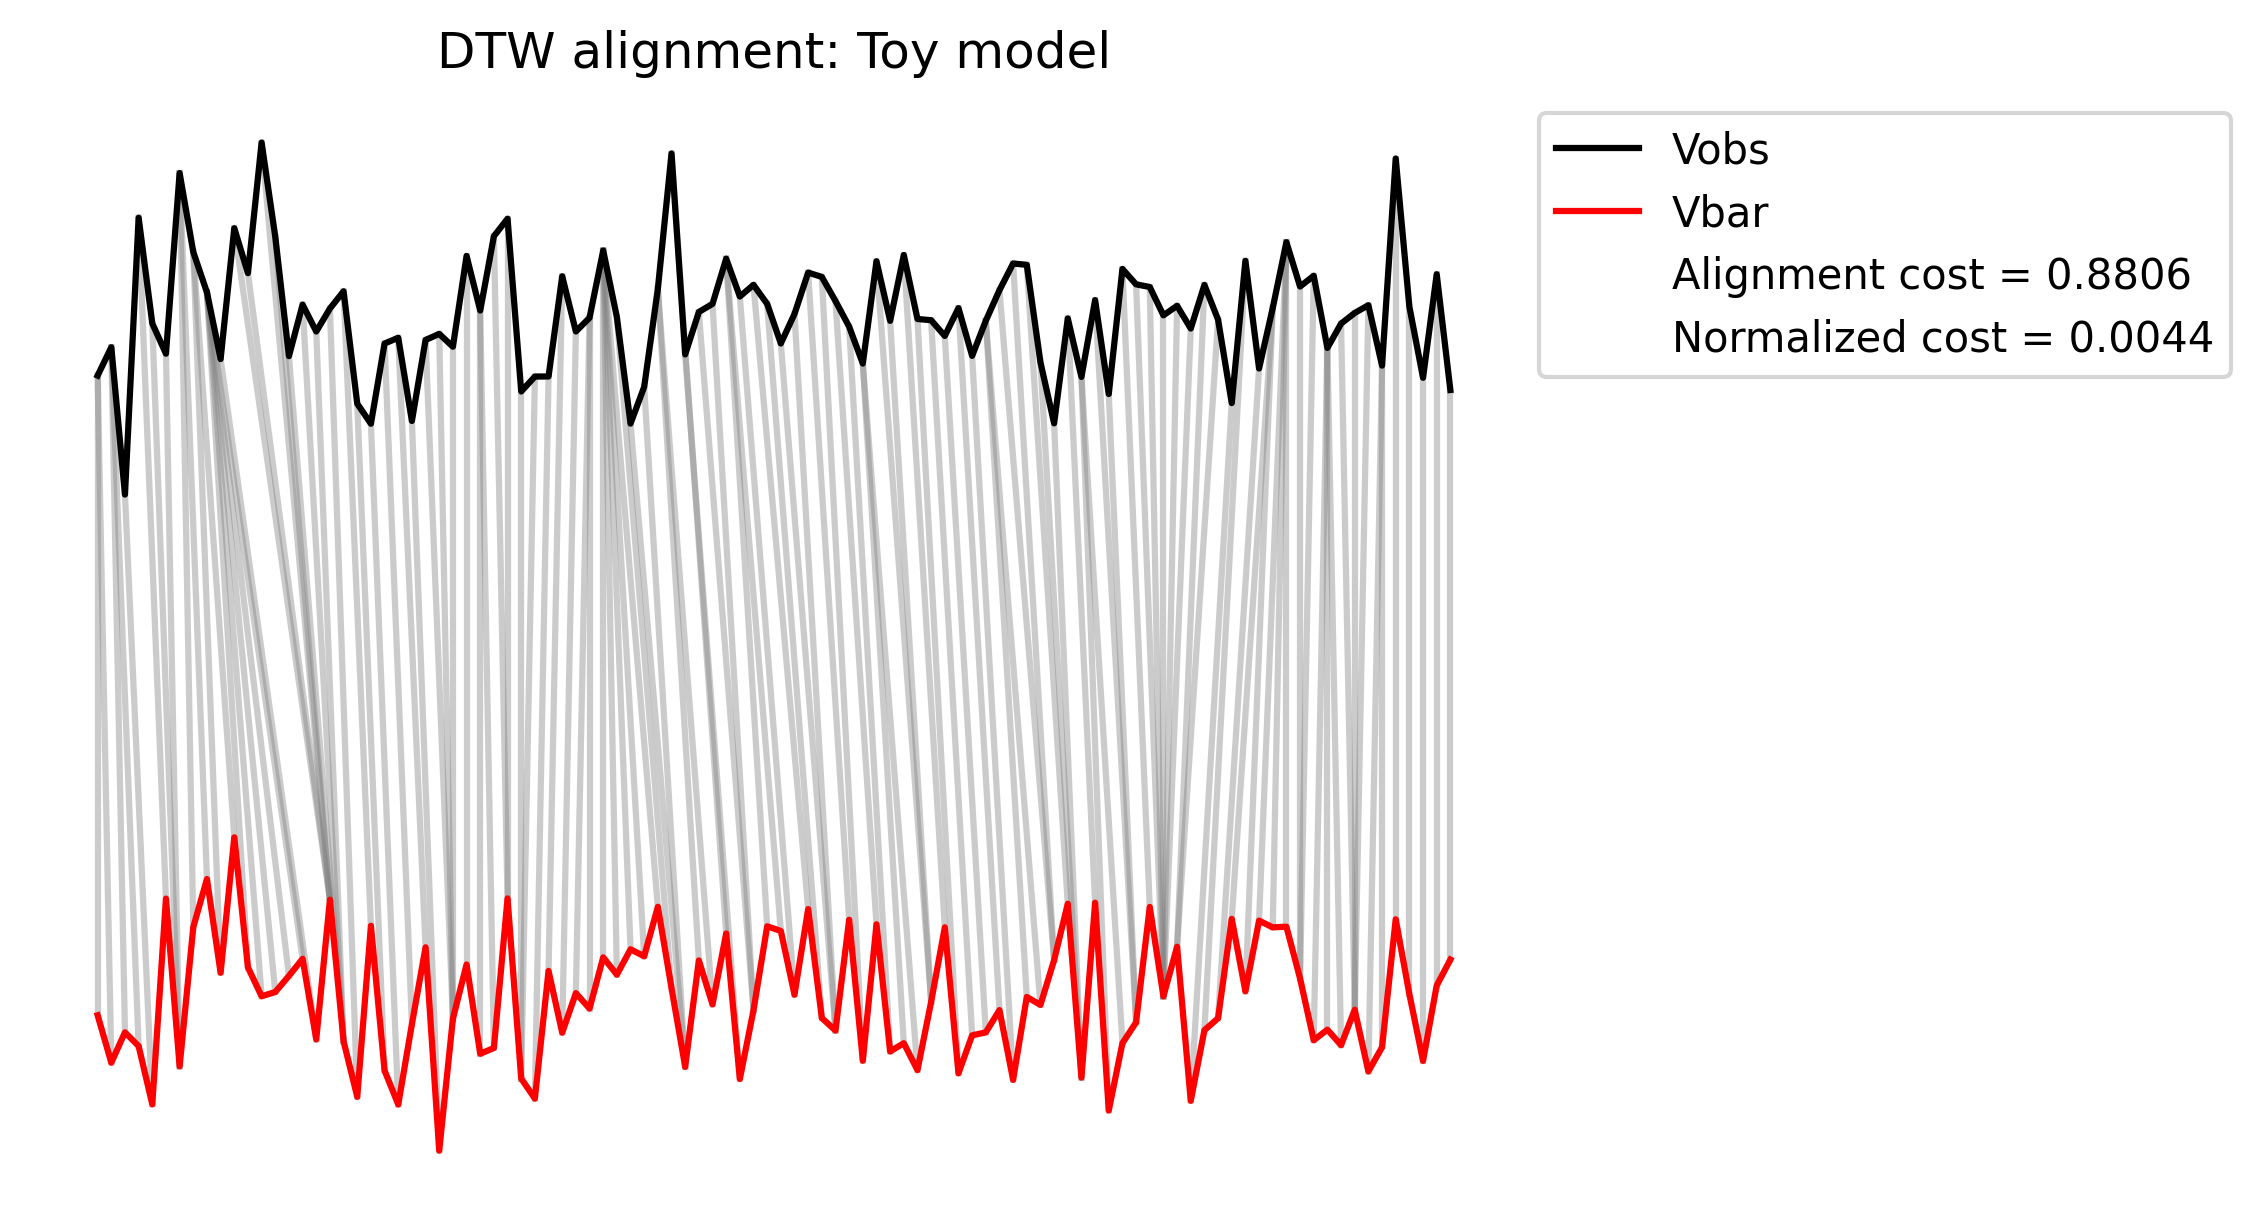 DTW alignment: Toy model
Vobs
Vbar
Alignment cost = 0.8806
Normalized cost = 0.0044